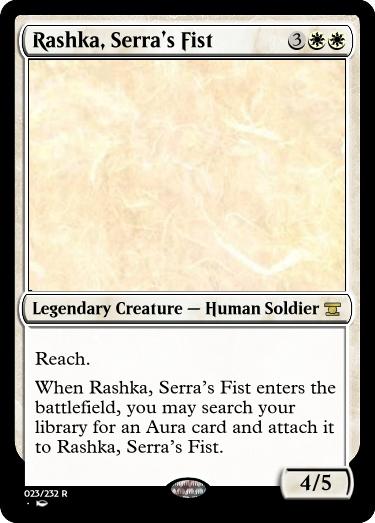 Rashka, Serra's Fist 3
Legendary Creature — Human Soldier
Reach.
When Rashka, Serra's Fist enters the
battlefield, you may search your
library for an Aura card and attach it
to Rashka, Serra's Fist.
4/5
023/232 R